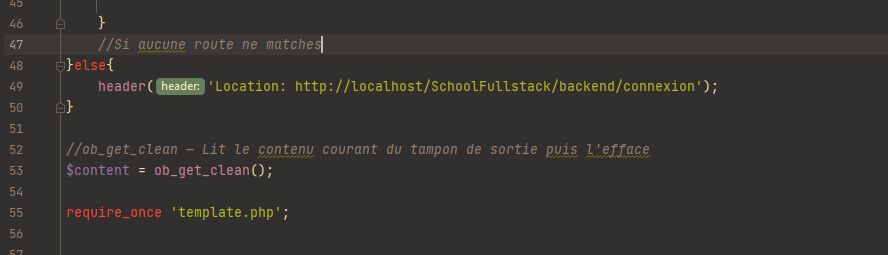 45
46 }
47 //Si aucune route ne matches
48 }else{
49 header( header: 'Location: http://localhost/SchoolFullstack/backend/connexion');
50 }
51
52 //ob_get_clean — Lit le contenu courant du tampon de sortie puis l'efface
53 $content = ob_get_clean();
54
55 require_once 'template.php';
56
57